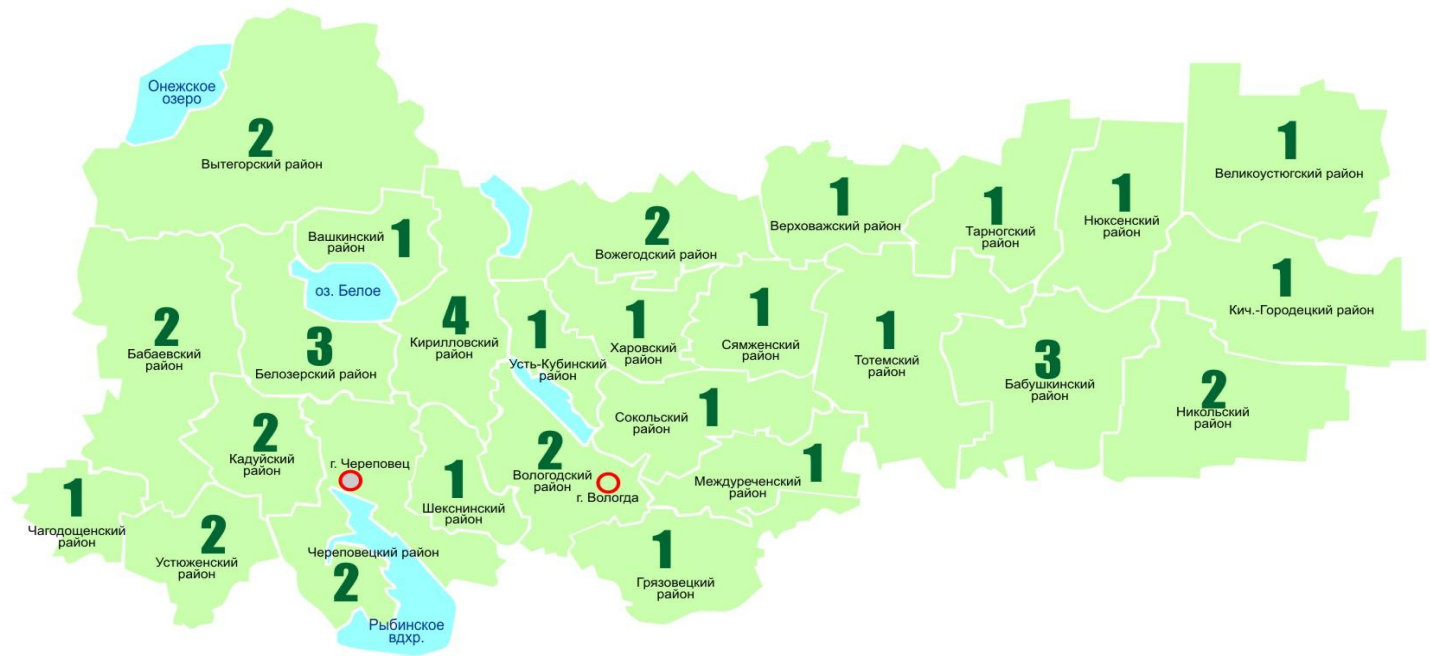 Онежское
озеро
2
Вытегорский район
1
Великоустюгский район
1
Верховажский район
1
Тарногский
район
1
Нюксенский
район
Вашкинский
район
1
2
Вожегодский район
оз. Белое
1
Кич.-Городецкий район
2
Бабаевский
район
3
Белозерский район
4
Кирилловский
район
1
Усть-Кубинский
район
1
Харовский
район
1
Сямженский
район
1
Тотемский
район
3
Бабушкинский
район
2
Никольский
район
Сокольский
район
1
2
Кадуйский
район
г. Череповец
1
Шекснинский
район
2
Вологодский
район
г. Вологда
Междуреченский
район
1
1
Чагодощенский
район
2
Устюженский
район
Череповецкий район
2
1
Грязовецкий
район
Рыбинское
вдхр.